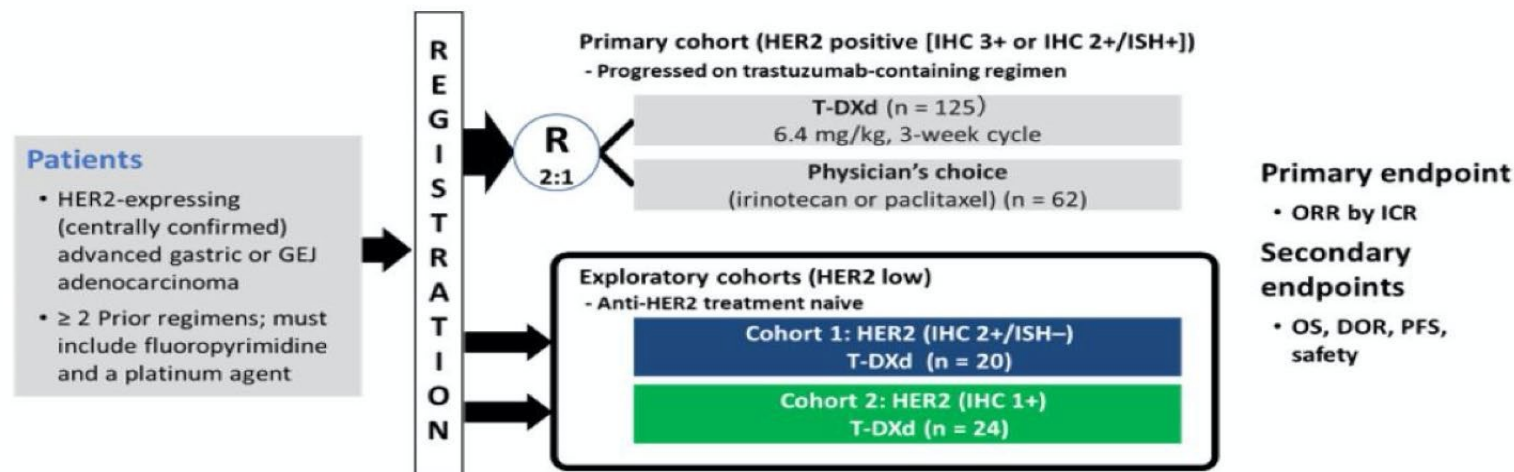 Patients
• HER2-expressing
(centrally confirmed)
advanced gastric or GEJ
adenocarcinoma
• ≥ 2 Prior regimens; must
include fluoropyrimidine
and a platinum agent
REGISTRATION
R
2:1
Primary cohort (HER2 positive [IHC 3+ or IHC 2+/ISH+])
- Progressed on trastuzumab-containing regimen
T-DXd (n = 125)
6.4 mg/kg, 3-week cycle
Physician’s choice
(irinotecan or paclitaxel) (n = 62)
Exploratory cohorts (HER2 low)
- Anti-HER2 treatment naive
Cohort 1: HER2 (IHC 2+/ISH–)
T-DXd (n = 20)
Cohort 2: HER2 (IHC 1+)
T-DXd (n = 24)
Primary endpoint
• ORR by ICR
Secondary
endpoints
• OS, DOR, PFS,
safety